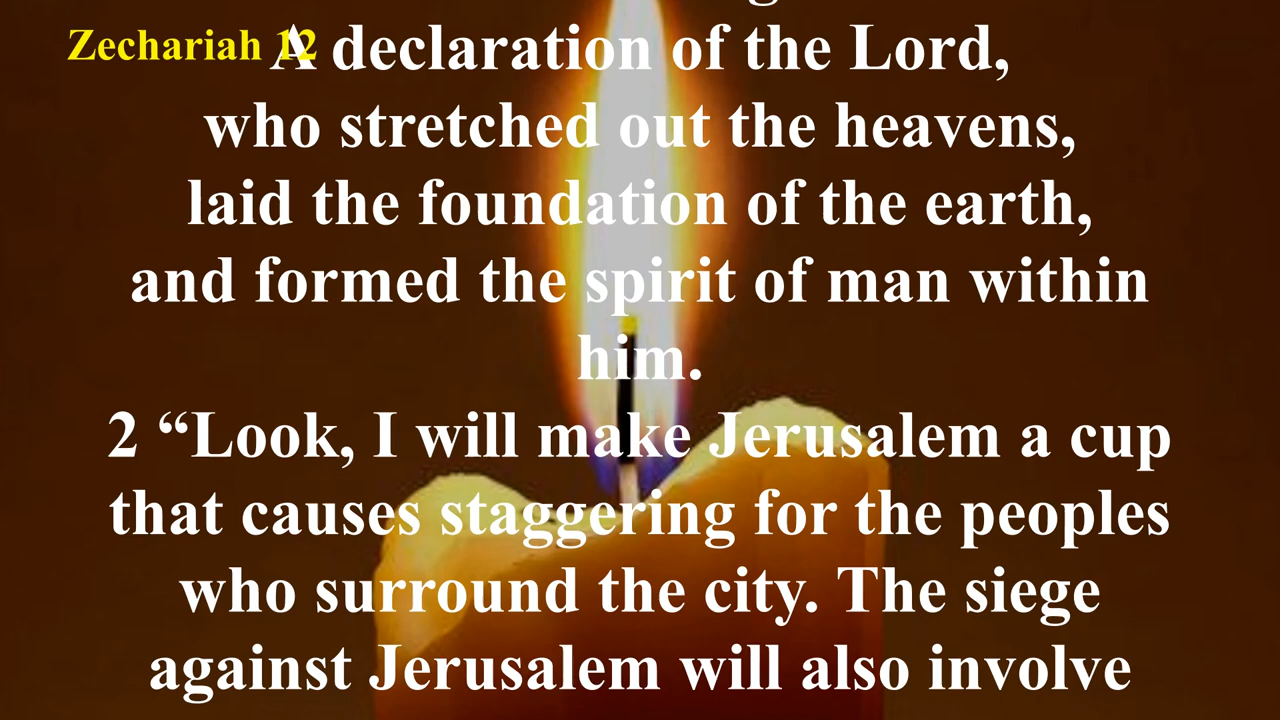 Zechariah 12
A declaration of the Lord,
who stretched out the heavens,
laid the foundation of the earth,
and formed the spirit of man within
him.
2 “Look, I will make Jerusalem a cup
that causes staggering for the peoples
who surround the city. The siege
against Jerusalem will also involve